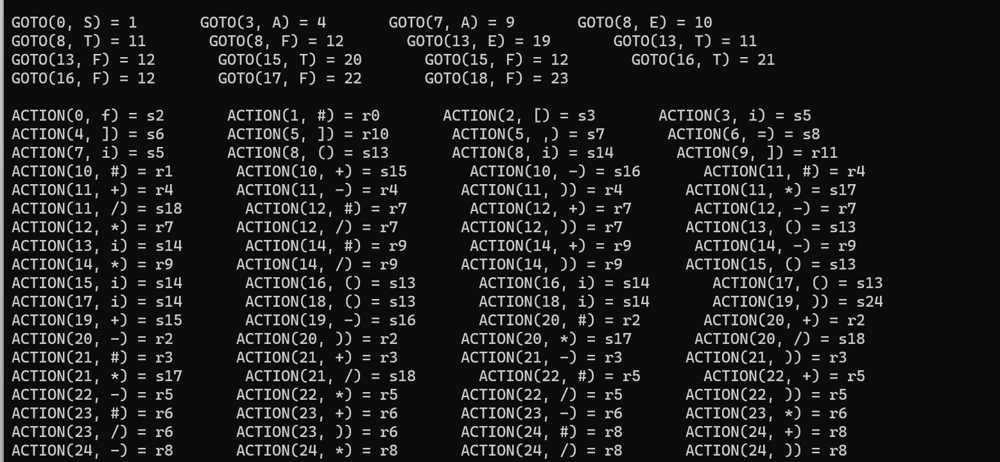 GOTO(0, S) = 1       GOTO(3, A) = 4       GOTO(7, A) = 9       GOTO(8, E) = 10
GOTO(8, T) = 11       GOTO(8, F) = 12       GOTO(13, E) = 19       GOTO(13, T) = 11
GOTO(13, F) = 12       GOTO(15, T) = 20       GOTO(15, F) = 12       GOTO(16, T) = 21
GOTO(16, F) = 12       GOTO(17, F) = 22       GOTO(18, F) = 23
ACTION(0, f) = s2       ACTION(1, #) = r0       ACTION(2, [) = s3       ACTION(3, i) = s5
ACTION(4, ]) = s6       ACTION(5, ]) = r10       ACTION(5, ,) = s7       ACTION(6, =) = s8
ACTION(7, i) = s5       ACTION(8, () = s13       ACTION(8, i) = s14       ACTION(9, ]) = r11
ACTION(10, #) = r1       ACTION(10, +) = s15       ACTION(10, -) = s16       ACTION(11, #) = r4
ACTION(11, +) = r4       ACTION(11, -) = r4       ACTION(11, )) = r4       ACTION(11, *) = s17
ACTION(11, /) = s18       ACTION(12, #) = r7       ACTION(12, +) = r7       ACTION(12, -) = r7
ACTION(12, *) = r7       ACTION(12, /) = r7       ACTION(12, )) = r7       ACTION(13, () = s13
ACTION(13, i) = s14       ACTION(14, #) = r9       ACTION(14, +) = r9       ACTION(14, -) = r9
ACTION(14, *) = r9       ACTION(14, /) = r9       ACTION(14, )) = r9       ACTION(15, () = s13
ACTION(15, i) = s14       ACTION(16, () = s13       ACTION(16, i) = s14       ACTION(17, () = s13
ACTION(17, i) = s14       ACTION(18, () = s13       ACTION(18, i) = s14       ACTION(19, )) = s24
ACTION(19, +) = s15       ACTION(19, -) = s16       ACTION(20, #) = r2       ACTION(20, +) = r2
ACTION(20, -) = r2       ACTION(20, )) = r2       ACTION(20, *) = s17       ACTION(20, /) = s18
ACTION(21, #) = r3       ACTION(21, +) = r3       ACTION(21, -) = r3       ACTION(21, )) = r3
ACTION(21, *) = s17       ACTION(21, /) = s18       ACTION(22, #) = r5       ACTION(22, +) = r5
ACTION(22, -) = r5       ACTION(22, *) = r5       ACTION(22, /) = r5       ACTION(22, )) = r5
ACTION(23, #) = r6       ACTION(23, +) = r6       ACTION(23, -) = r6       ACTION(23, *) = r6
ACTION(23, /) = r6       ACTION(23, )) = r6       ACTION(24, #) = r8       ACTION(24, +) = r8
ACTION(24, -) = r8       ACTION(24, *) = r8       ACTION(24, /) = r8       ACTION(24, )) = r8